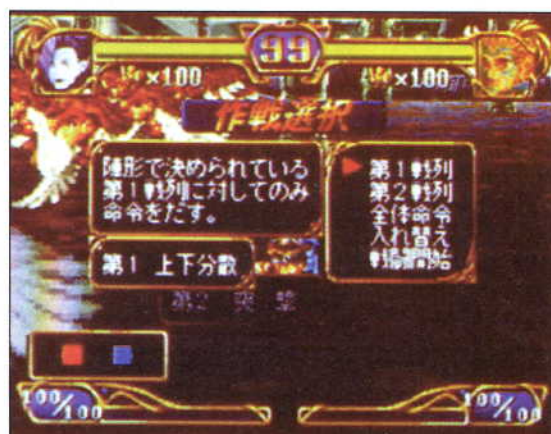 99
×100
×100
作戦選択
陣形で決められている
第1戦列に対してのみ
命令をだす。
第1戦列
第2戦列
全体命令
入れ替え
戦闘開始
第1 上下分散
第2 突撃
100/100
100/100